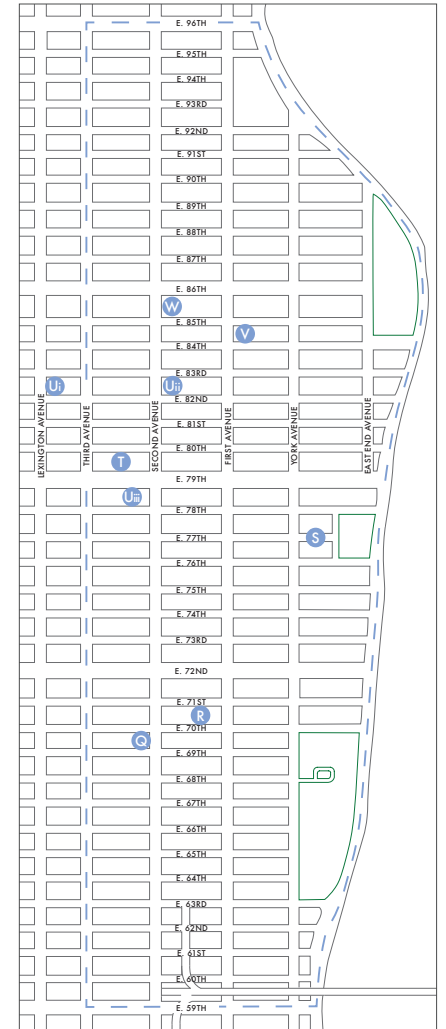 E. 96TH
E. 95TH
E. 94TH
E. 93RD
E. 92ND
E. 91ST
E. 90TH
E. 89TH
E. 88TH
E. 87TH
E. 86TH
W
E. 85TH
V
E. 84TH
E. 83RD
Ui
Uii
E. 82ND
LEXINGTON AVENUE
THIRD AVENUE
SECOND AVENUE
FIRST AVENUE
YORK AVENUE
EAST END AVENUE
E. 81ST
E. 80TH
T
E. 79TH
Uiii
E. 78TH
E. 77TH
S
E. 76TH
E. 75TH
E. 74TH
E. 73RD
E. 72ND
E. 71ST
R
E. 70TH
Q
E. 69TH
E. 68TH
E. 67TH
E. 66TH
E. 65TH
E. 64TH
E. 63RD
E. 62ND
E. 61ST
E. 60TH
E. 59TH